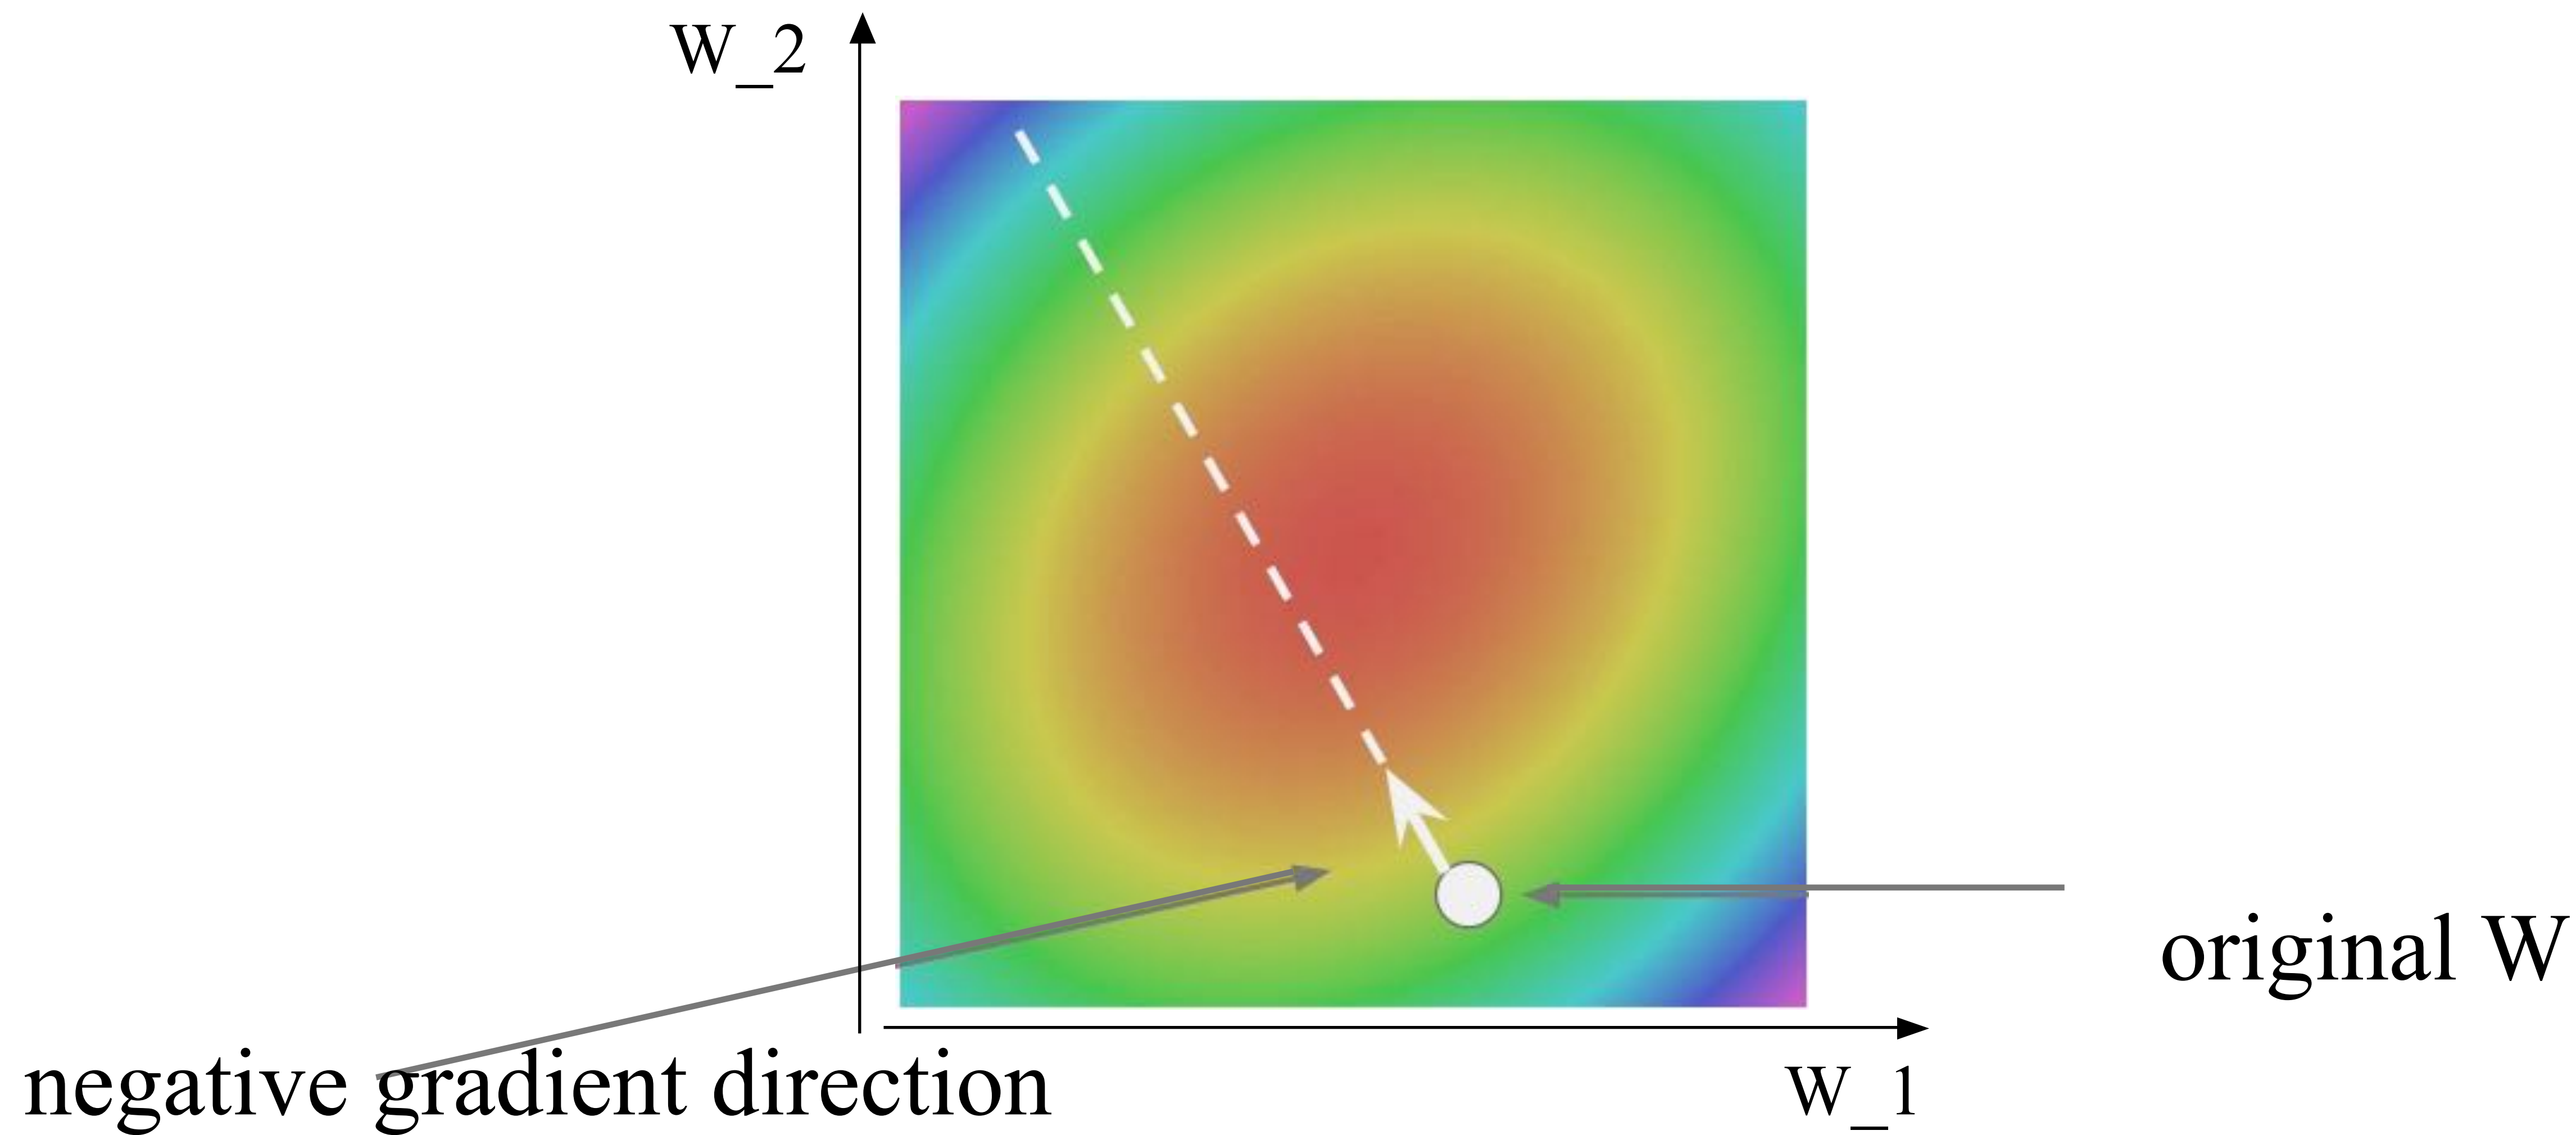 W_2
original W
negative gradient direction
W_1